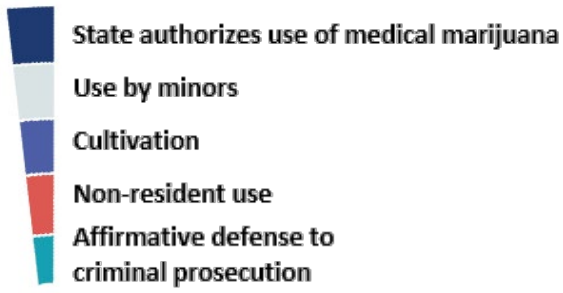 State authorizes use of medical marijuana
Use by minors
Cultivation
Non-resident use
Affirmative defense to
criminal prosecution